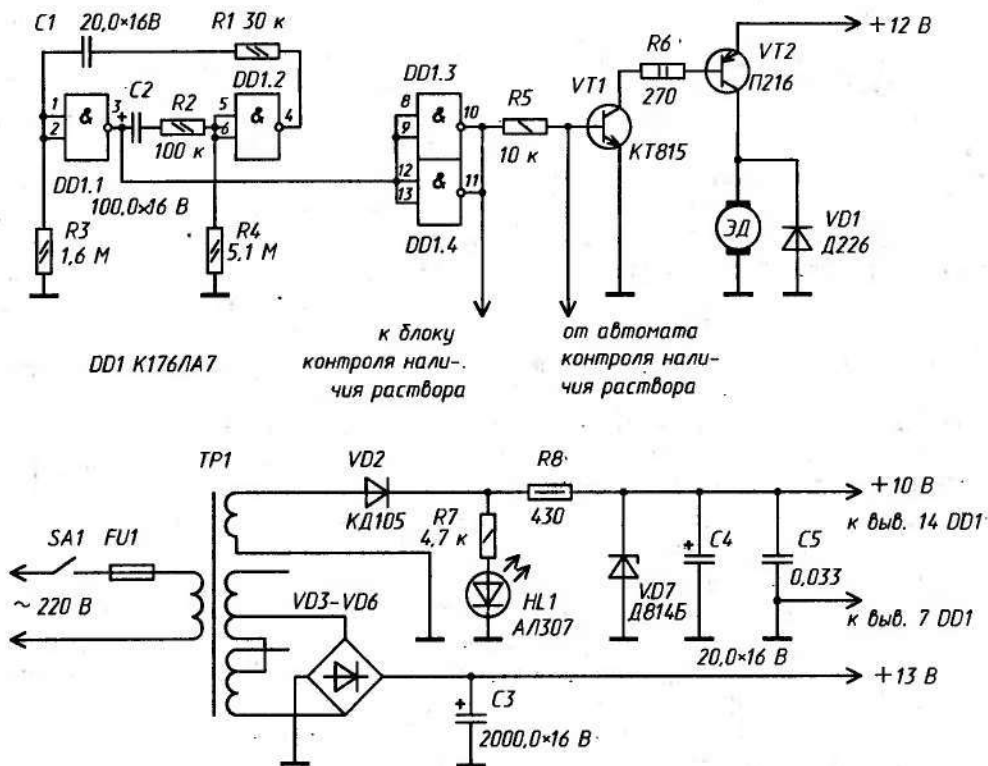 C1 20,0×16В R1 30 к
+12 В
R6
VT2
DD1.2
DD1.3
П216
VT1
270
1
2
&
3
+ C2
R2
5
6
&
4
8
9
&
10
R5
100 к
10 к
КТ815
DD1.1
12
13
&
11
100,0×16 В
R3
1,6 М
R4
5,1 М
DD1.4
ЭД
VD1
Д226
DD1 К176ЛА7
к блоку
контроля нали-
чия раствора
от автомата
контроля нали-
чия раствора
TP1
VD2
R8
+10 В
КД105
R7
4,7 к
430
к выв. 14 DD1
SA1 FU1
+ C4
C5
~ 220 В
VD3-VD6
HL1
АЛ307
VD7
Д814Б
0,033
к выв. 7 DD1
20,0×16 В
+13 В
+ C3
2000,0×16 В